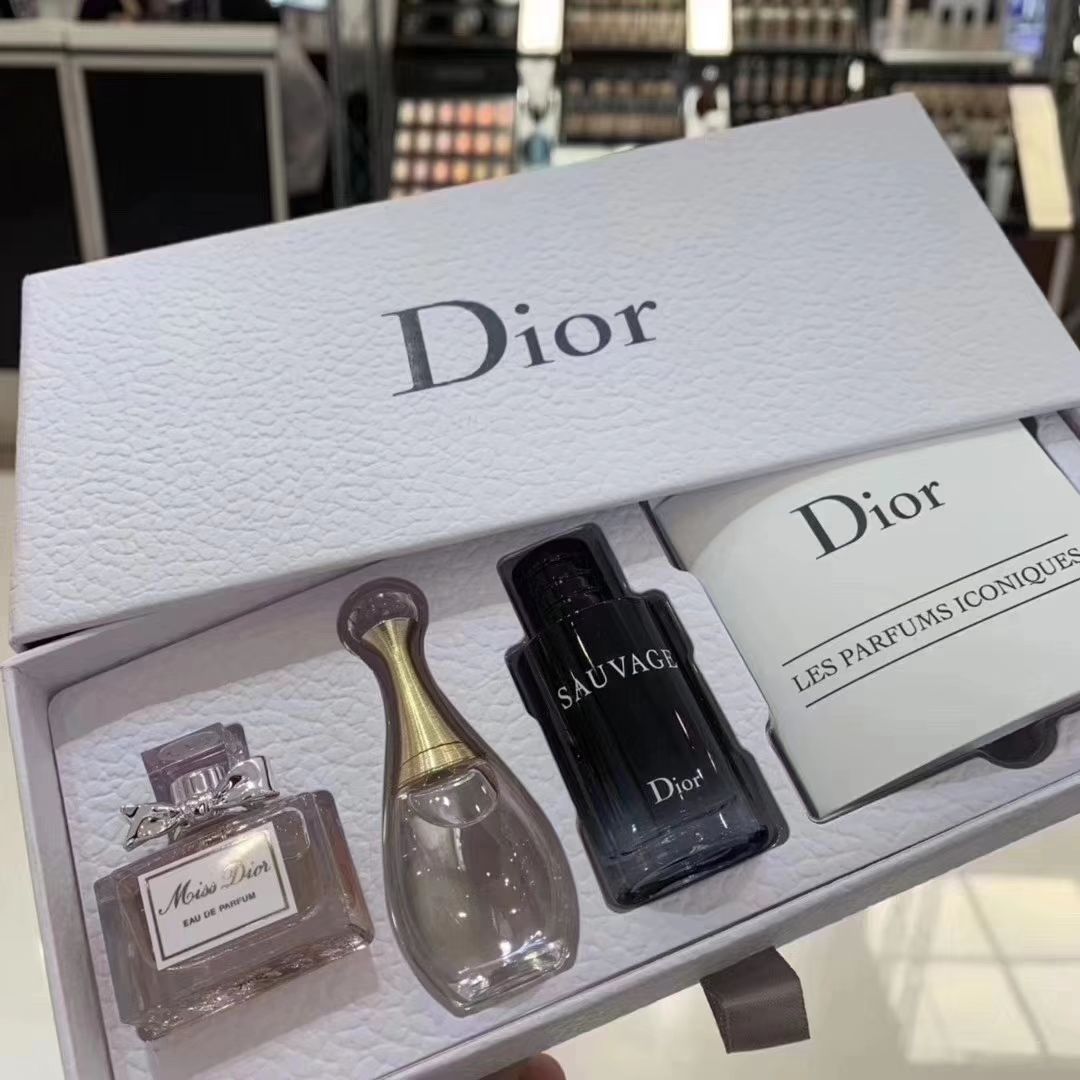 Dior
Dior
LES PARFUMS ICONIQUES
SAUVAGE
Dior
Miss Dior
EAU DE PARFUM